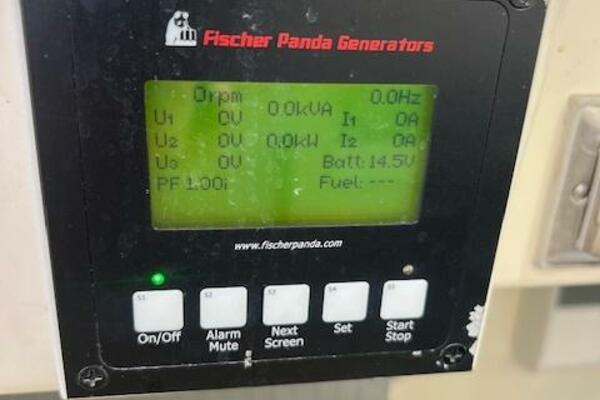 Fischer Panda Generators
0rpm 0.0kVA 0.0Hz
U1 0V I1 0A
U2 0V 0.0kW I2 0A
U3 0V Batt: 14.5V
PF 1.00i Fuel: ---
www.fischerpanda.com
S1 S2 S3 S4 S5
On/Off Alarm Mute Next Screen Set Start Stop